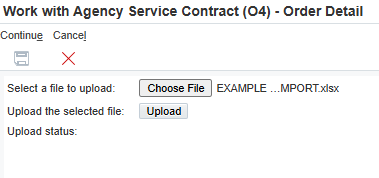 Work with Agency Service Contract (O4) - Order Detail
Continue Cancel
Select a file to upload: Choose File EXAMPLE ...MPORT.xlsx
Upload the selected file: Upload
Upload status: